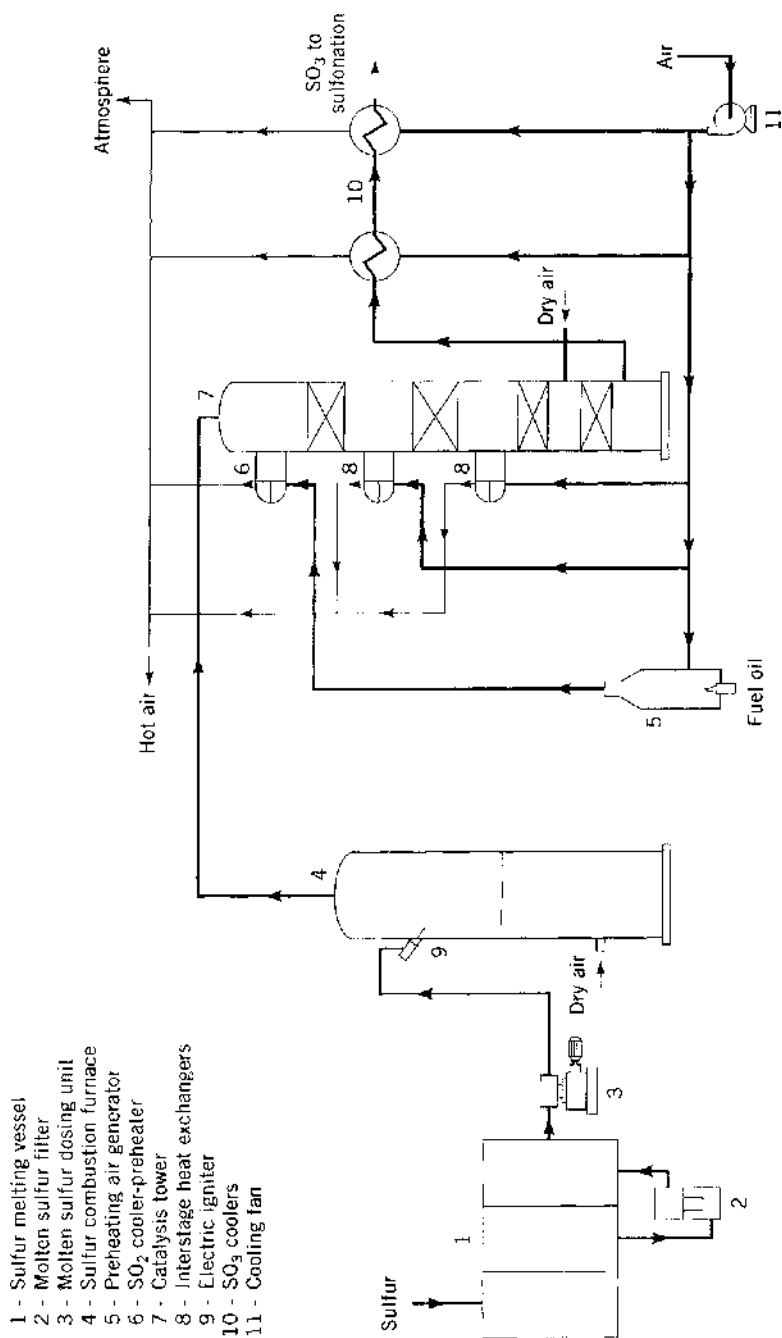 1 - Sulfur melting vessel
2 - Molten sulfur filter
3 - Molten sulfur dosing unit
4 - Sulfur combustion furnace
5 - Preheating air generator
6 - SO₂ cooler-preheater
7 - Catalysis tower
8 - Interstage heat exchangers
9 - Electric igniter
10 - SO₃ coolers
11 - Cooling fan
Atmosphere
Hot air
SO₃ to
sulfonation
10
7
6
8
8
Dry air
Air
11
4
9
5
Fuel oil
Dry air
Sulfur
1
3
2